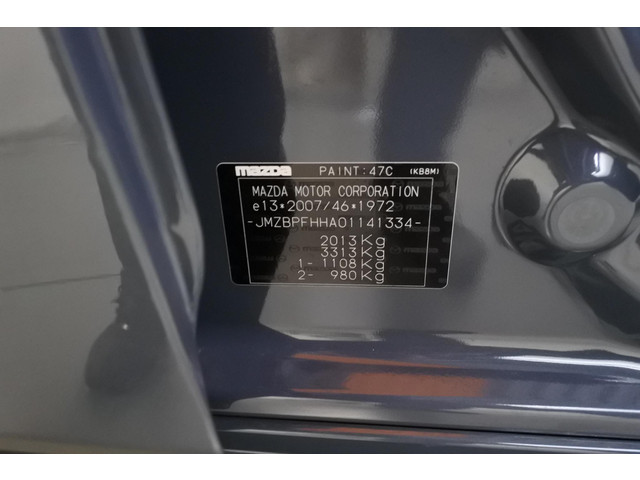 mazda PAINT: 47C (KB8M)
MAZDA MOTOR CORPORATION
e13*2007/46*1972
-JMZBPFHHA01141334-
2013Kg
3313Kg
1- 1108Kg
2- 980Kg